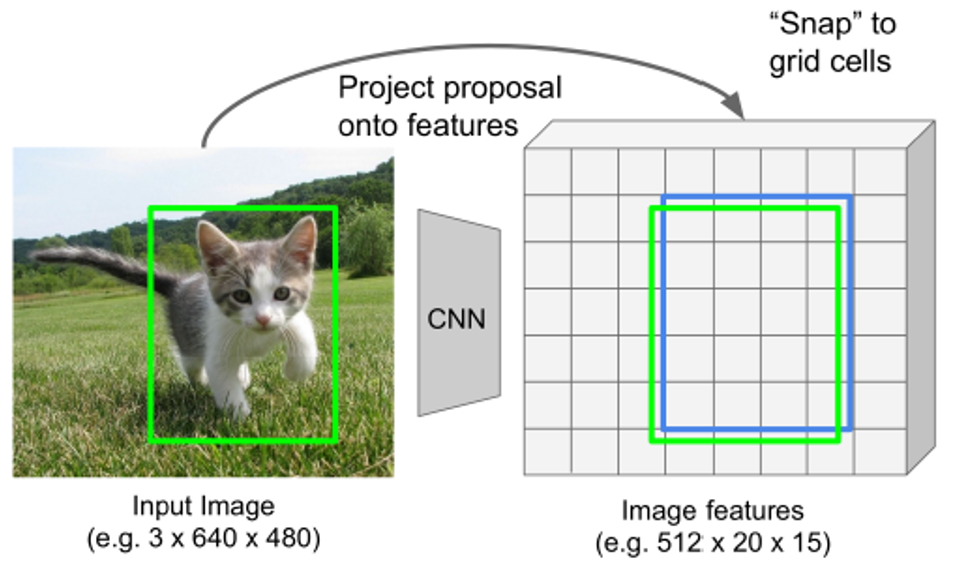 “Snap” to
grid cells
Project proposal
onto features
CNN
Input Image
(e.g. 3 x 640 x 480)
Image features
(e.g. 512 x 20 x 15)